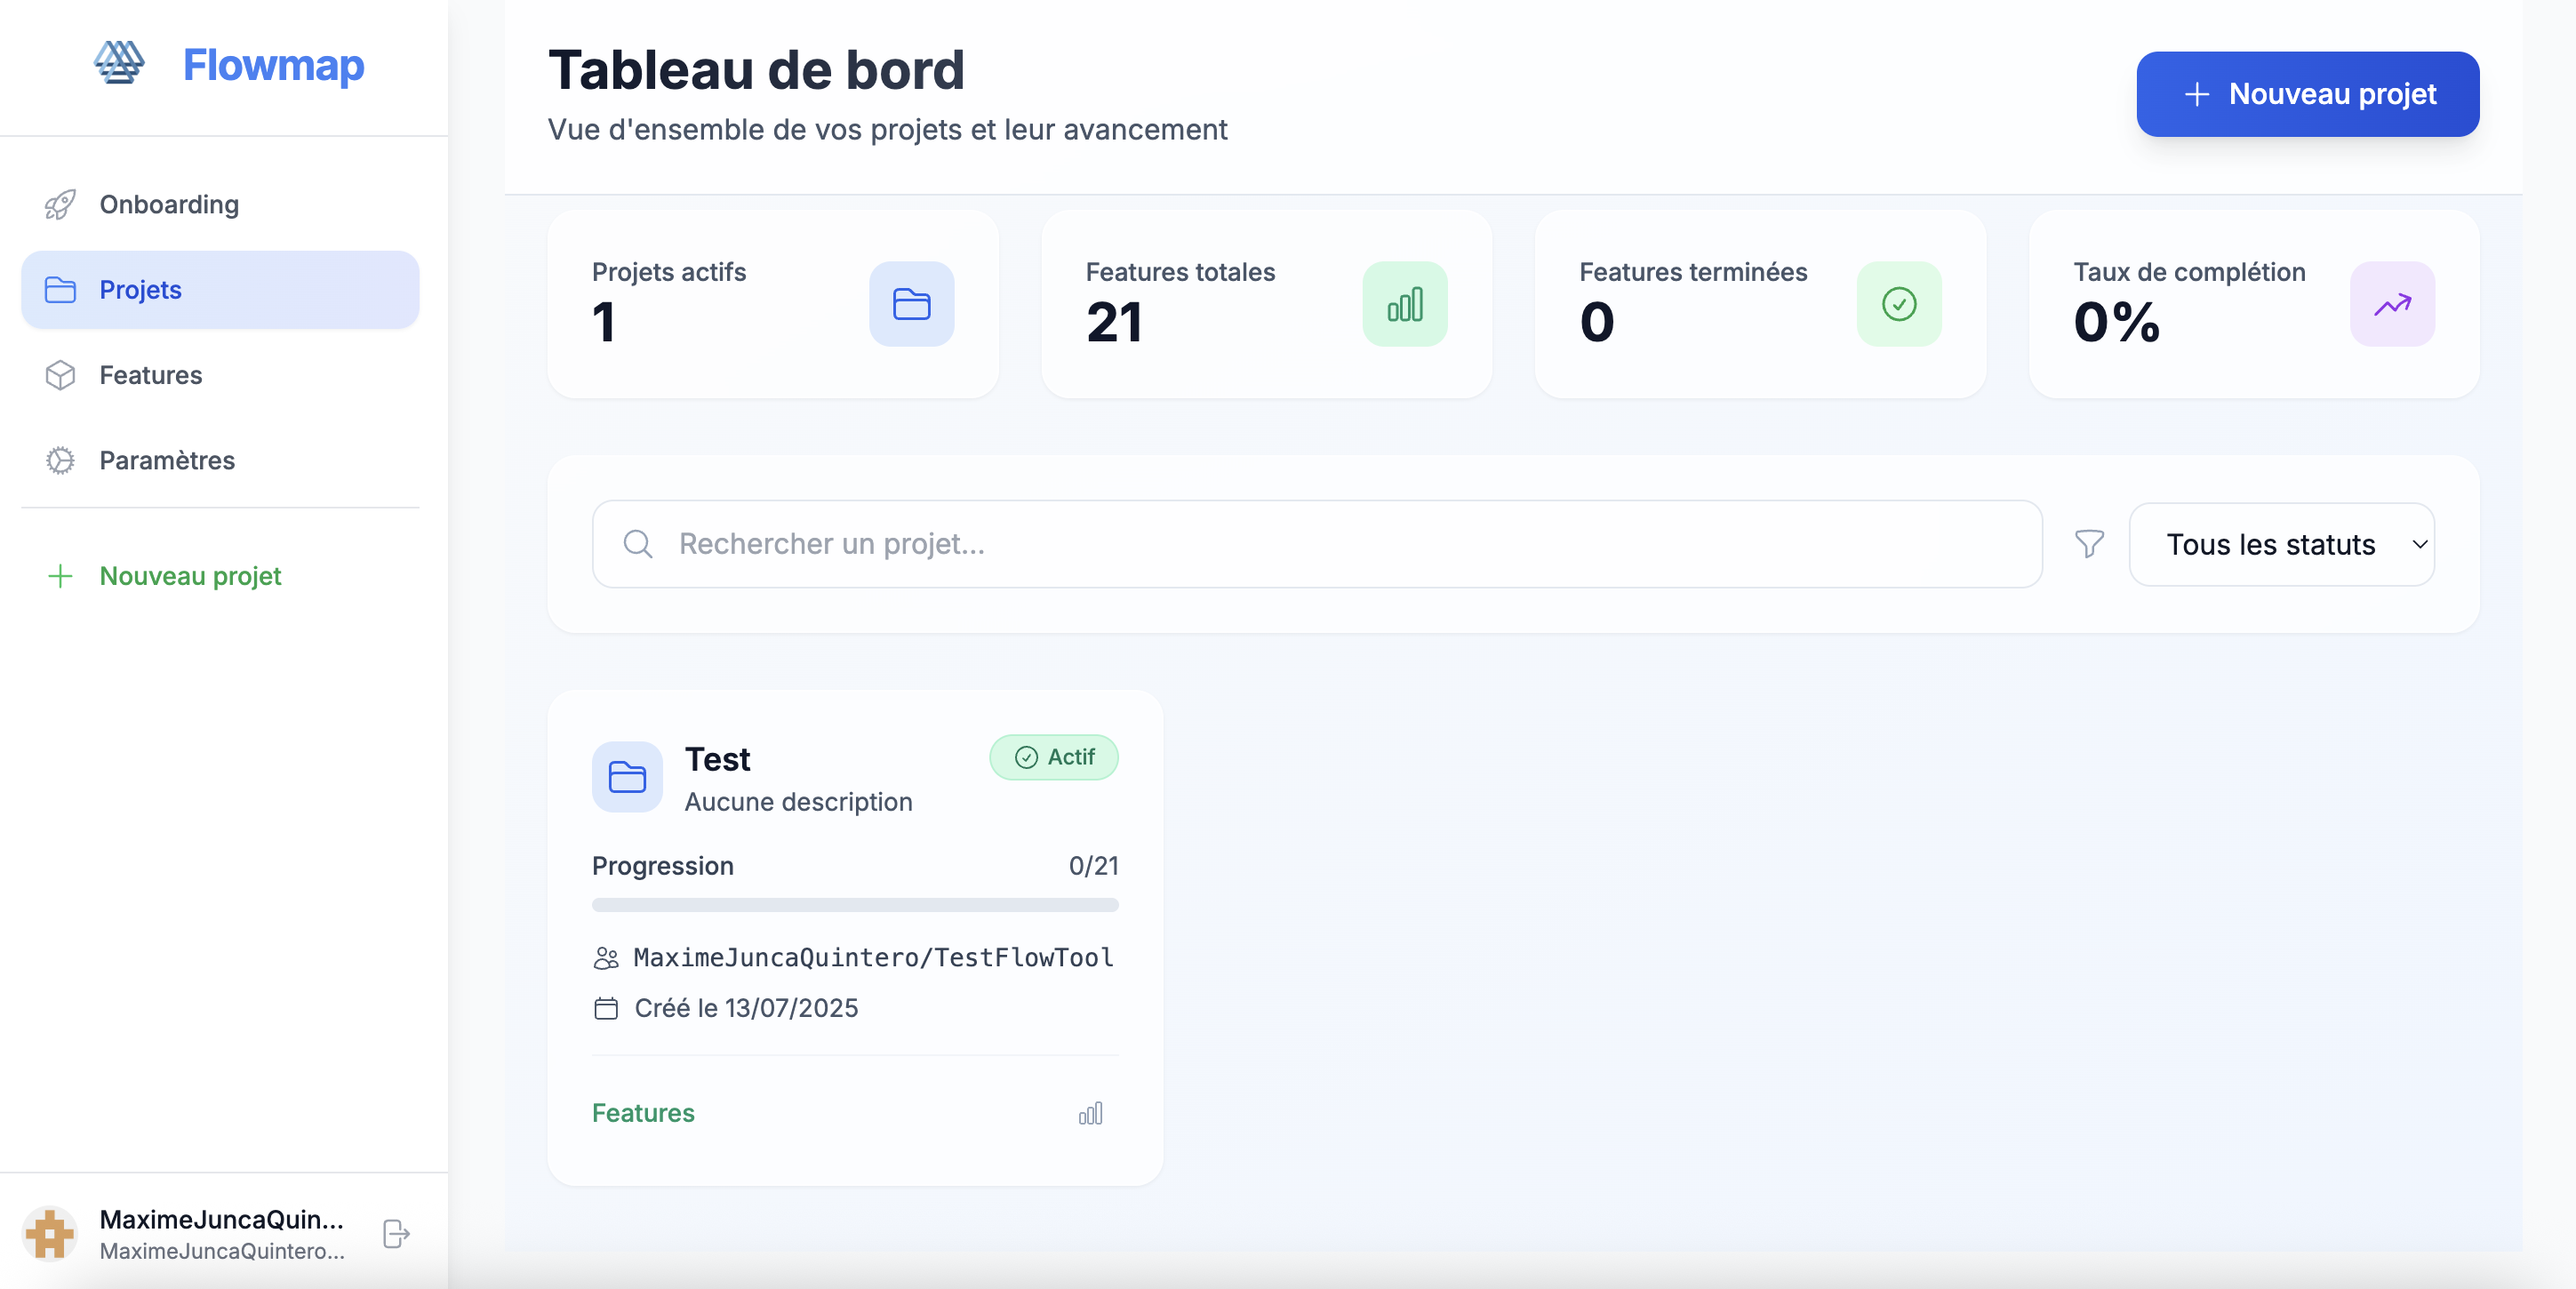 Flowmap
Onboarding
Projets
Features
Paramètres
Nouveau projet
MaximeJuncaQuin...
MaximeJuncaQuintero...
Tableau de bord
Vue d'ensemble de vos projets et leur avancement
Nouveau projet
Projets actifs
1
Features totales
21
Features terminées
0
Taux de complétion
0%
Rechercher un projet...
Tous les statuts
Test
Actif
Aucune description
Progression 0/21
MaximeJuncaQuintero/TestFlowTool
Créé le 13/07/2025
Features